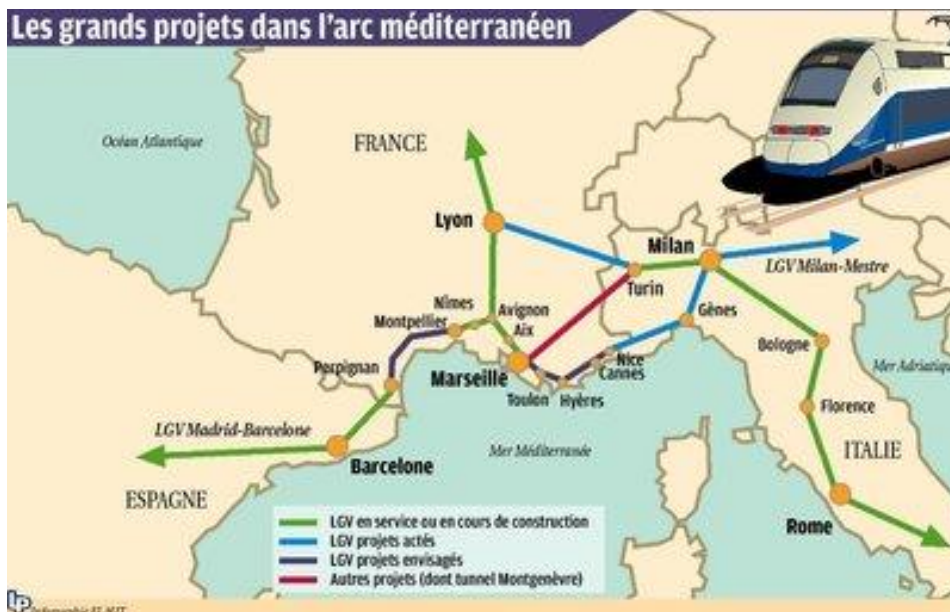 Les grands projets dans l'arc méditerranéen
Océan Atlantique
FRANCE
Lyon
Milan
LGV Milan-Mestre
Turin
Nîmes
Avignon
Gênes
Montpellier
Aix
Bologne
Perpignan
Nice
Mer Adriatique
Marseille
Cannes
Toulon
Hyères
Florence
LGV Madrid-Barcelone
Mer Méditerranée
ITALIE
Barcelone
ESPAGNE
Rome
LGV en service ou en cours de construction
LGV projets actés
LGV projets envisagés
Autres projets (dont tunnel Montgenèvre)
LP